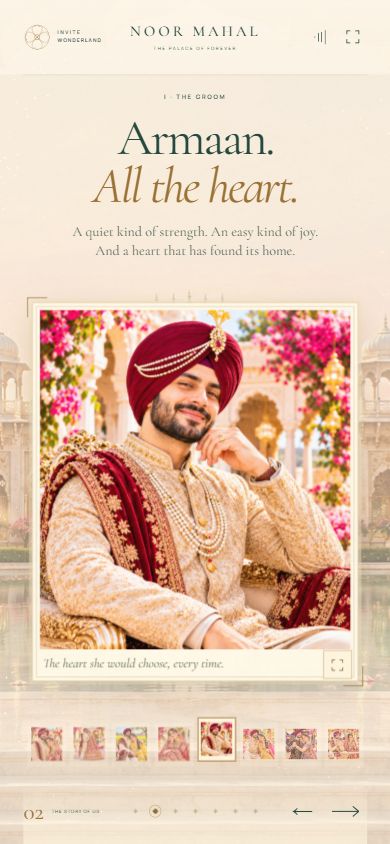 INVITE
WONDERLAND
NOOR MAHAL
THE PALACE OF FOREVER
I · THE GROOM
Armaan.
All the heart.
A quiet kind of strength. An easy kind of joy.
And a heart that has found its home.
The heart she would choose, every time.
02
THE STORY OF US